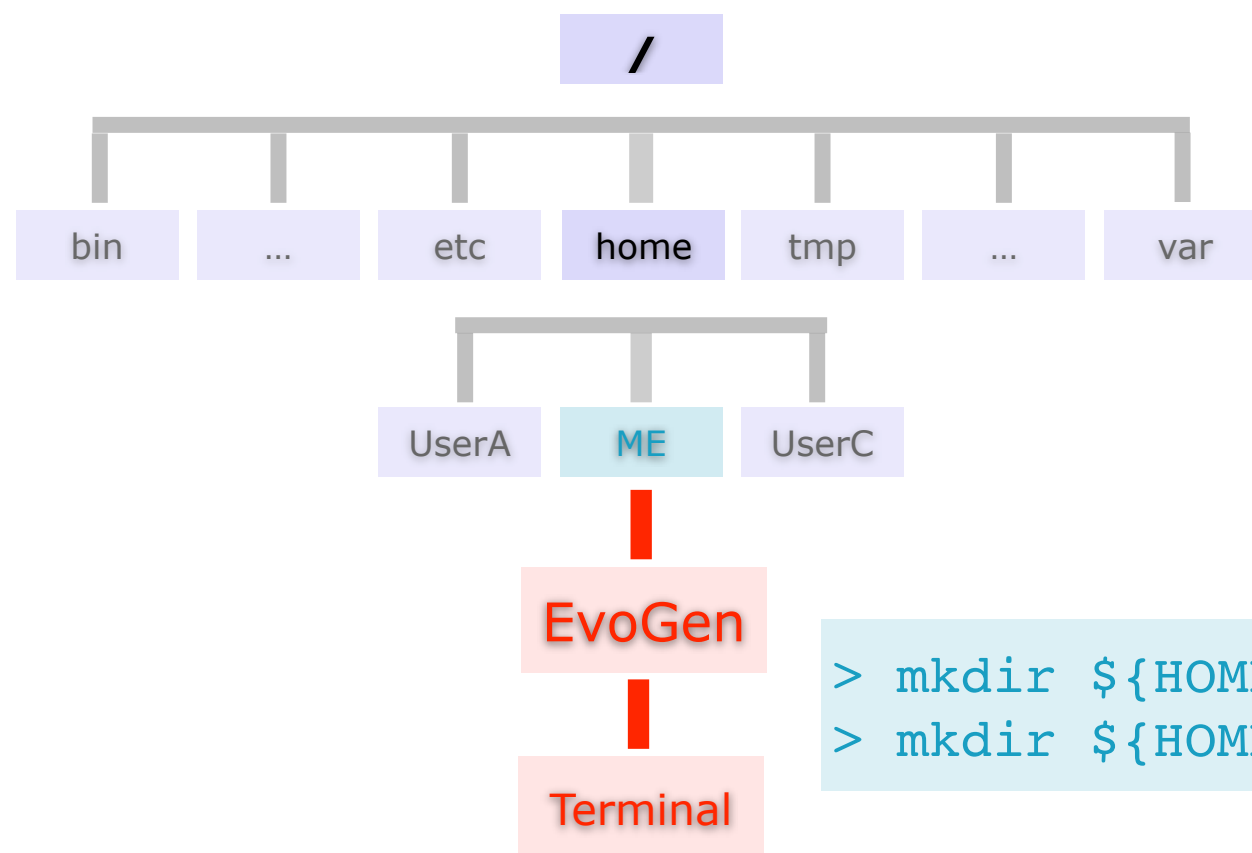 /
bin … etc home tmp … var
UserA ME UserC
EvoGen
> mkdir ${HOM
> mkdir ${HOM
Terminal